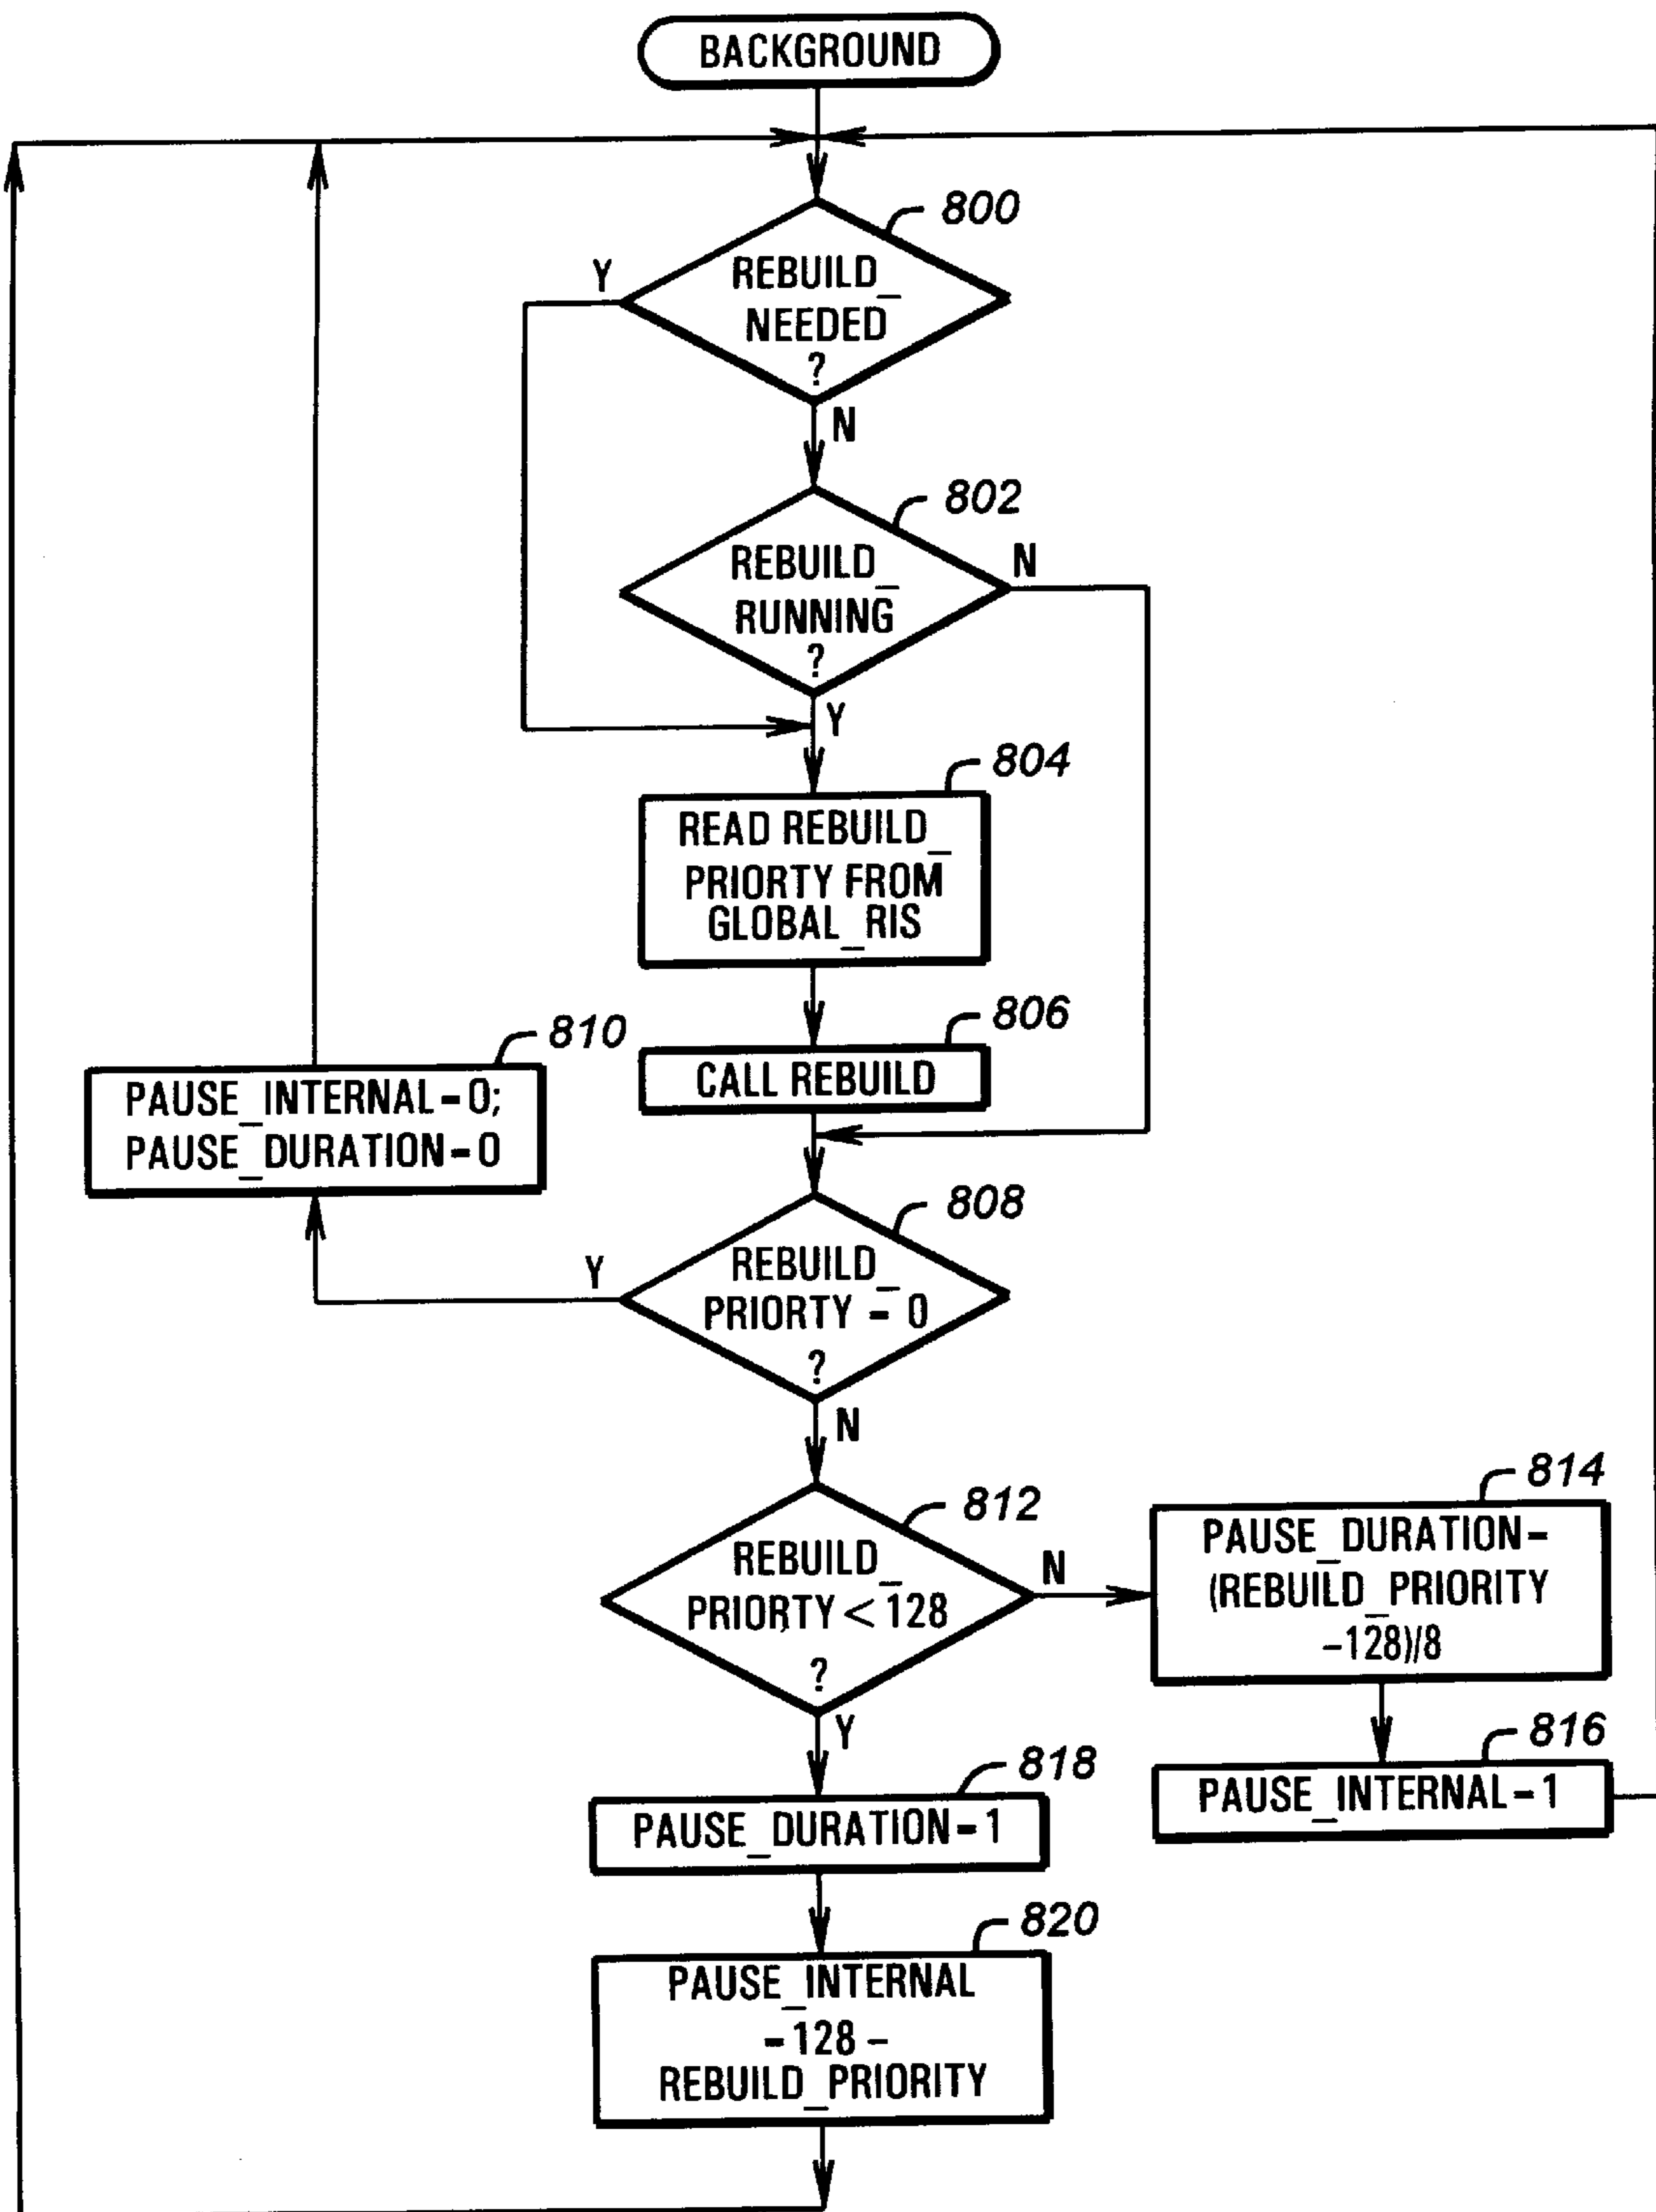 BACKGROUND
800
Y
REBUILD_
NEEDED
?
N
802
REBUILD_
RUNNING
?
N
Y
804
READ REBUILD_
PRIORTY FROM
GLOBAL_RIS
806
CALL REBUILD
810
PAUSE_INTERNAL=0;
PAUSE_DURATION=0
808
Y
REBUILD_
PRIORTY = 0
?
N
812
REBUILD_
PRIORTY < 128
?
N
Y
814
PAUSE_DURATION=
(REBUILD_PRIORITY
-128)/8
816
PAUSE_INTERNAL=1
818
PAUSE_DURATION=1
820
PAUSE_INTERNAL
=128-
REBUILD_PRIORITY